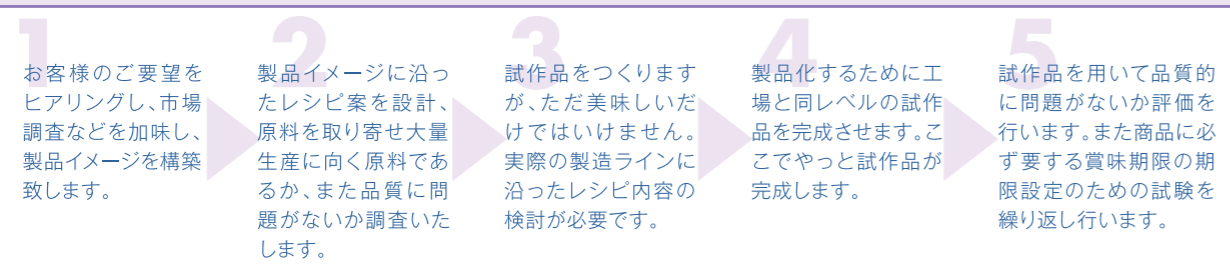 1
お客様のご要望を
ヒアリングし、市場
調査などを加味し、
製品イメージを構築
致します。
2
製品イメージに沿っ
たレシピ案を設計、
原料を取り寄せ大量
生産に向く原料であ
るか、また品質に問
題がないか調査いた
します。
3
試作品をつくります
が、ただ美味しいだ
けではいけません。
実際の製造ラインに
沿ったレシピ内容の
検討が必要です。
4
製品化するために工
場と同レベルの試作
品を完成させます。こ
こでやっと試作品が
完成します。
5
試作品を用いて品質的
に問題がないか評価を
行います。また商品に必
ず要する賞味期限の期
限設定のための試験を
繰り返し行います。